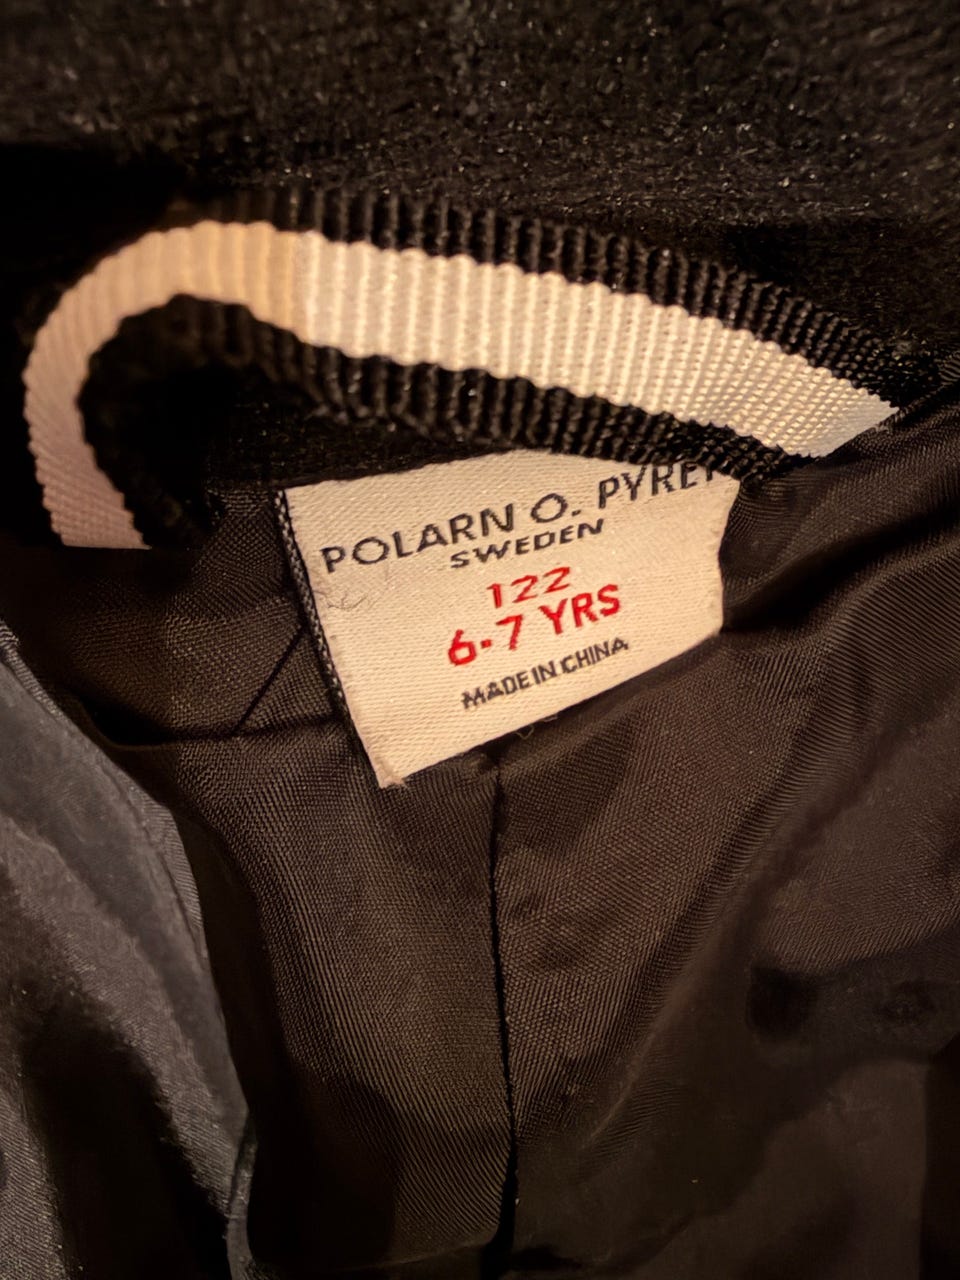 POLARN O. PYRET
SWEDEN
122
6-7 YRS
MADE IN CHINA